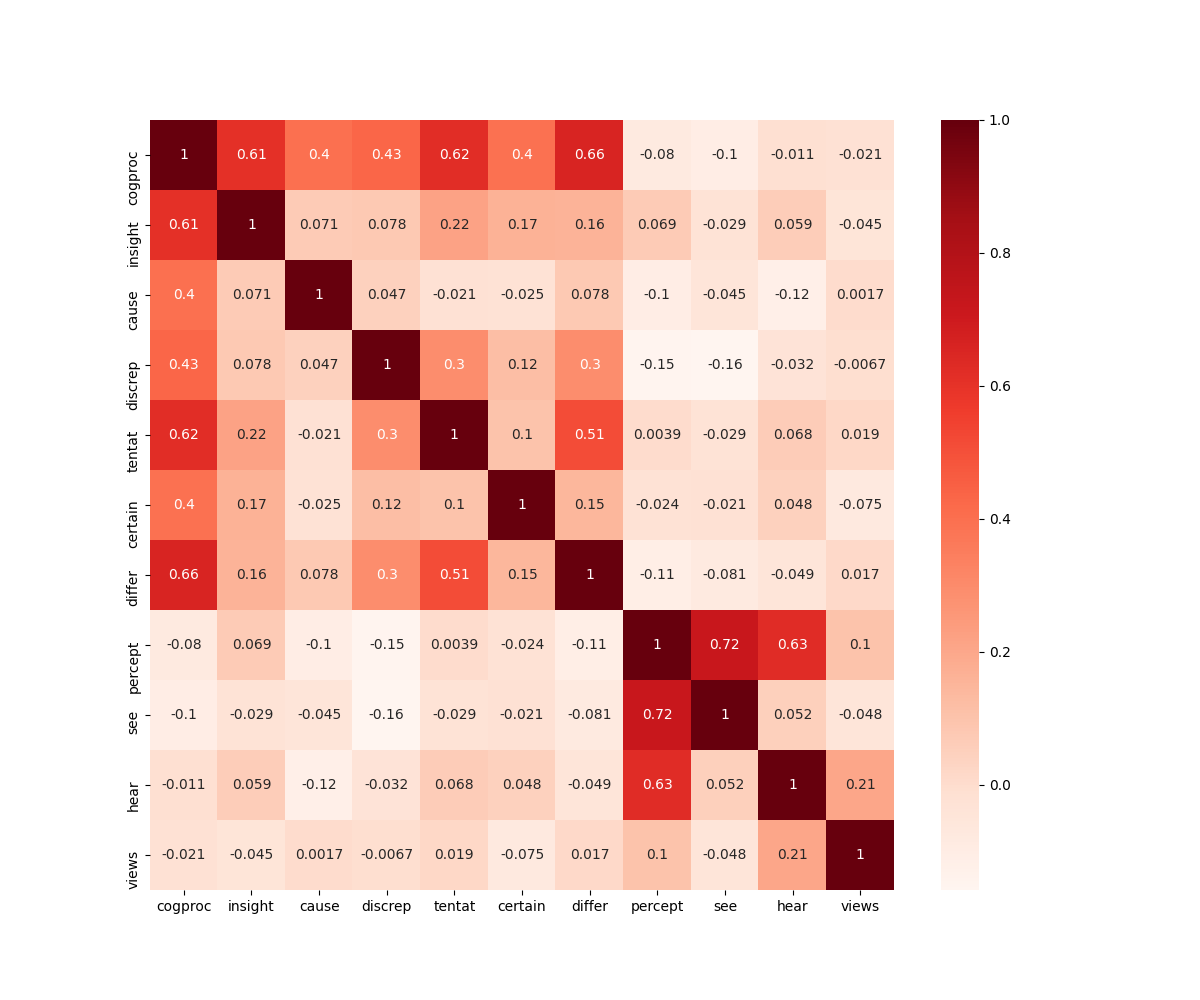 cogproc 1 0.61 0.4 0.43 0.62 0.4 0.66 -0.08 -0.1 -0.011 -0.021
insight 0.61 1 0.071 0.078 0.22 0.17 0.16 0.069 -0.029 0.059 -0.045
cause 0.4 0.071 1 0.047 -0.021 -0.025 0.078 -0.1 -0.045 -0.12 0.0017
discrep 0.43 0.078 0.047 1 0.3 0.12 0.3 -0.15 -0.16 -0.032 -0.0067
tentat 0.62 0.22 -0.021 0.3 1 0.1 0.51 0.0039 -0.029 0.068 0.019
certain 0.4 0.17 -0.025 0.12 0.1 1 0.15 -0.024 -0.021 0.048 -0.075
differ 0.66 0.16 0.078 0.3 0.51 0.15 1 -0.11 -0.081 -0.049 0.017
percept -0.08 0.069 -0.1 -0.15 0.0039 -0.024 -0.11 1 0.72 0.63 0.1
see -0.1 -0.029 -0.045 -0.16 -0.029 -0.021 -0.081 0.72 1 0.052 -0.048
hear -0.011 0.059 -0.12 -0.032 0.068 0.048 -0.049 0.63 0.052 1 0.21
views -0.021 -0.045 0.0017 -0.0067 0.019 -0.075 0.017 0.1 -0.048 0.21 1
cogproc insight cause discrep tentat certain differ percept see hear views
1.0
0.8
0.6
0.4
0.2
0.0